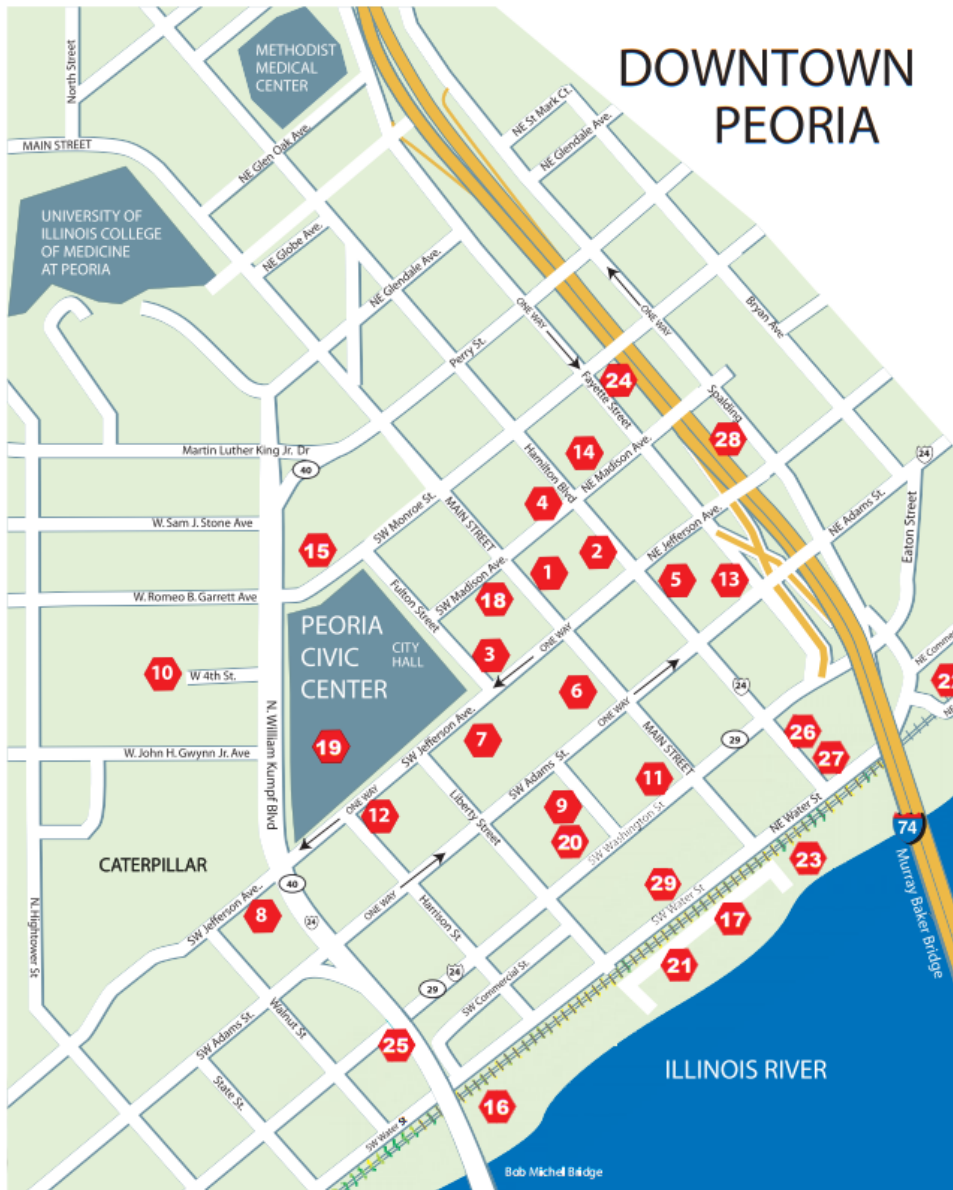 DOWNTOWN
PEORIA
METHODIST
MEDICAL
CENTER
North Street
MAIN STREET
NE Glen Oak Ave.
NE St Mark Ct.
NE Glendale Ave.
UNIVERSITY OF
ILLINOIS COLLEGE
OF MEDICINE
AT PEORIA
NE Globe Ave.
NE Glendale Ave.
ONE WAY
ONE WAY
Bryan Ave.
Perry St.
Fayette Street
24
Spalding
28
Martin Luther King Jr. Dr
40
Hamilton Blvd.
14
NE Madison Ave.
24
4
MAIN STREET
SW Monroe St.
W. Sam J. Stone Ave
15
NE Jefferson Ave.
NE Adams St.
Eaton Street
2
1
5
13
SW Madison Ave.
18
Fulton Street
W. Romeo B. Garrett Ave
PEORIA
CIVIC
CENTER
CITY
HALL
3
ONE WAY
10
W 4th St.
6
ONE WAY
24
NE Comme
2
NE
N. William Kumpf Blvd
SW Jefferson Ave.
7
MAIN STREET
29
26
27
19
W. John H. Gwynn Jr. Ave
SW Adams St.
11
ONE WAY
12
Liberty Street
9
20
SW Washington St
NE Water St
74
23
Murray Baker Bridge
CATERPILLAR
40
24
ONE WAY
Harrison St
29
SW Water St
17
N. Hightower St
SW Jefferson Ave..
8
21
24
29
SW Commercial St.
Walnut St
SW Adams St.
25
State St.
16
ILLINOIS RIVER
SW Water St
Bob Michel Bridge